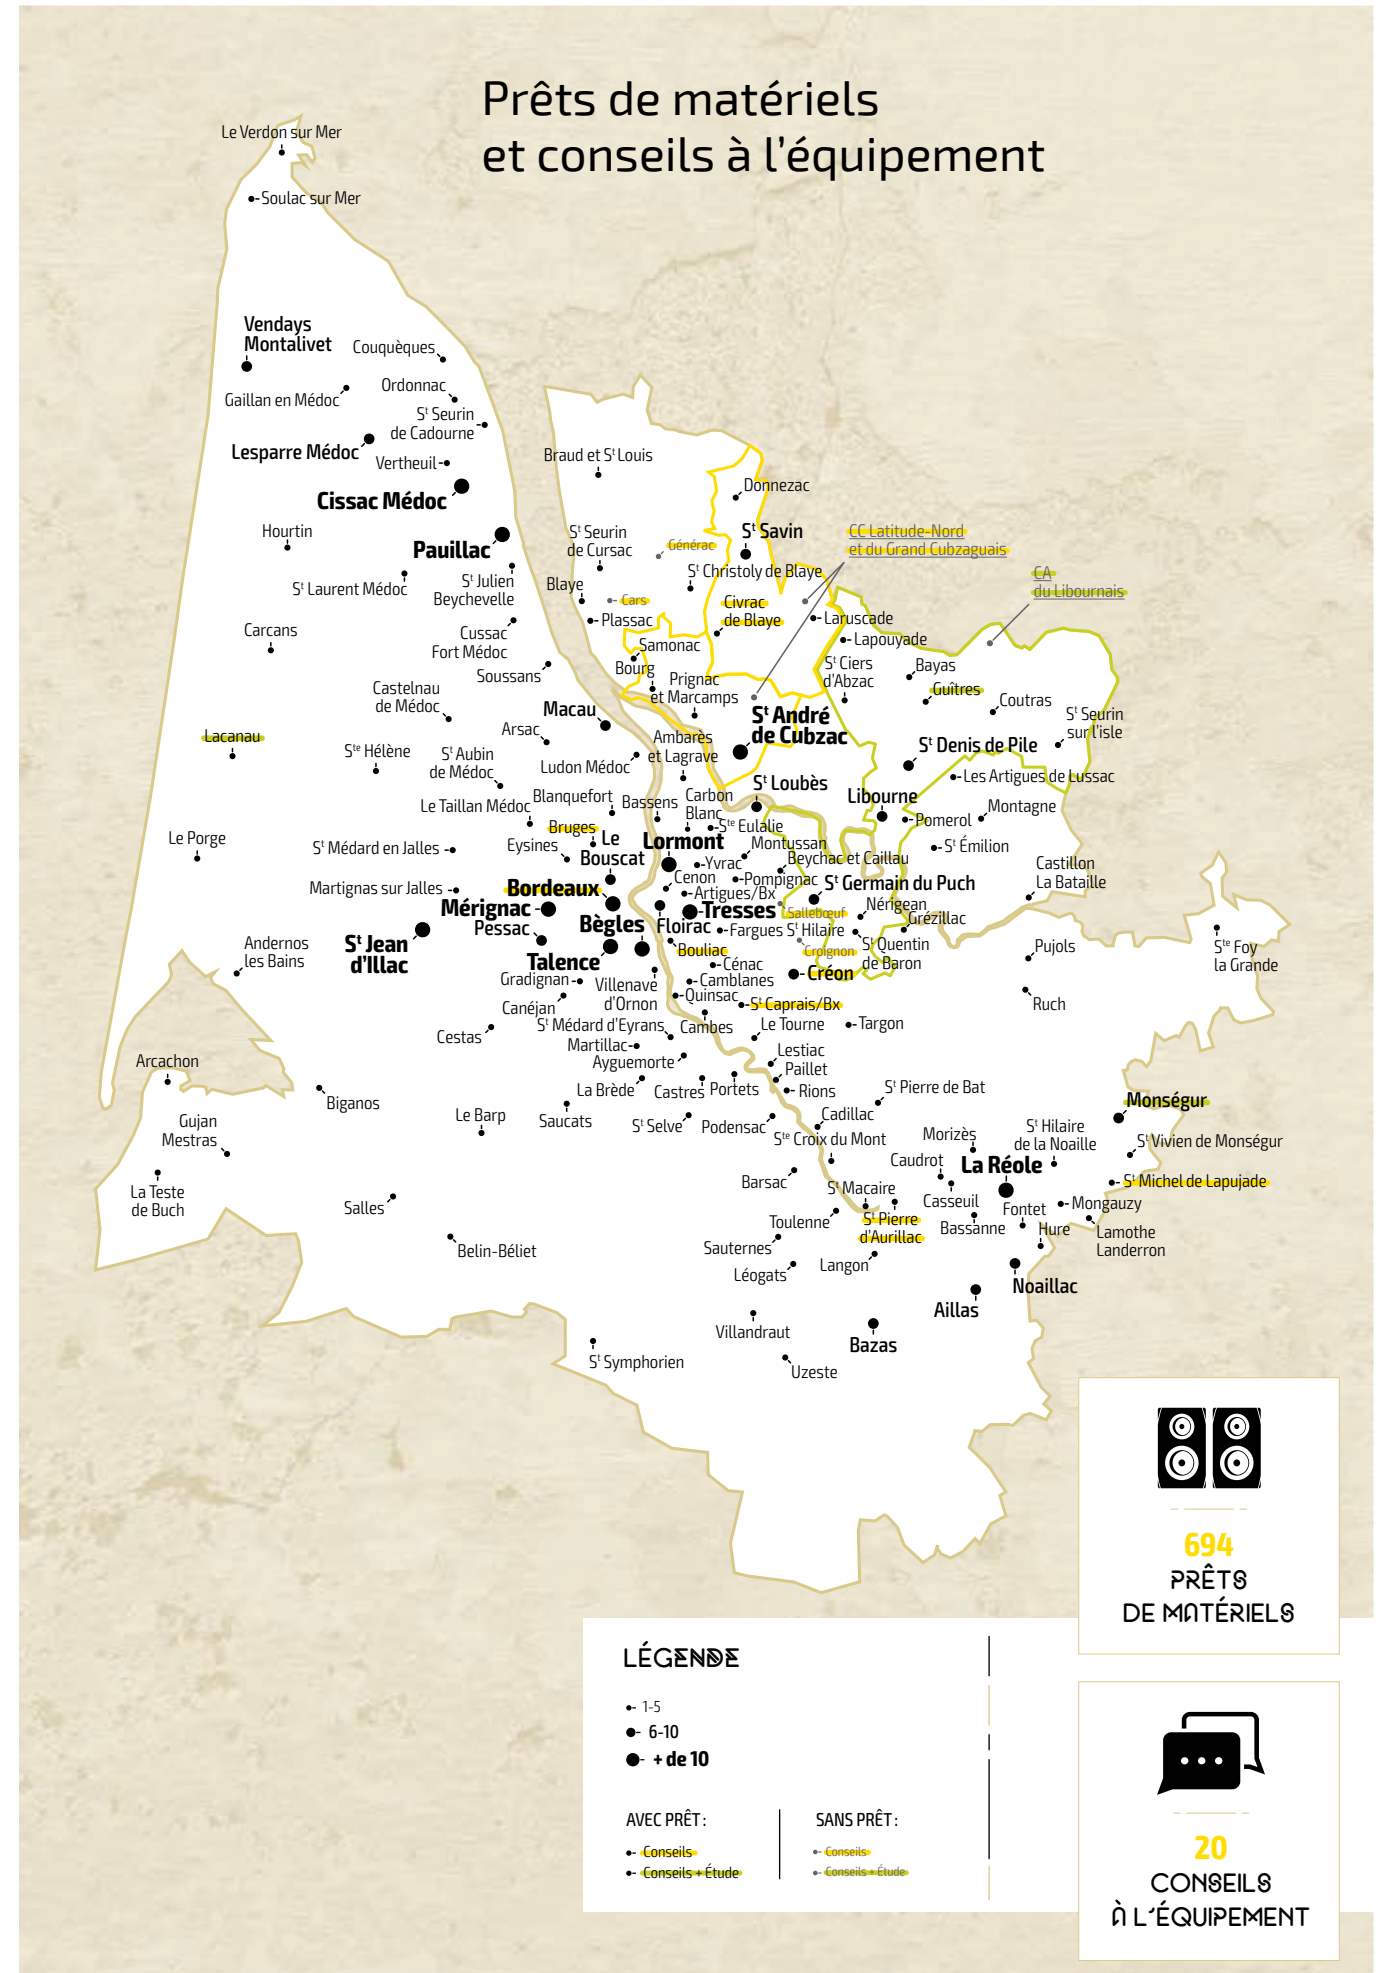 Prêts de matériels
et conseils à l'équipement
Le Verdon sur Mer
Soulac sur Mer
Vendays
Montalivet
Couquèques
Gaillan en Médoc
Ordonnac
St Seurin
de Cadourne
Lesparre Médoc
Vertheuil
Cissac Médoc
Braud et St Louis
Donnezac
Hourtin
Pauillac
St Seurin
de Cursac
Générac
St Savin
CC Latitude-Nord
et du Grand Cubzaguais
CA
du Libournais
St Laurent Médoc
St Julien
Beychevelle
Blaye
St Christoly de Blaye
Cars
Plassac
Civrac
de Blaye
Laruscade
Lapouyade
Carcans
Cussac
Fort Médoc
Samonac
Soussans
Bourg
Prignac
et Marcamps
St Ciers
d'Abzac
Bayas
Guîtres
Coutras
St Seurin
sur l'isle
Castelnau
de Médoc
Macau
Arsac
St André
de Cubzac
Lacanau
Ste Hélène
St Aubin
de Médoc
Ludon Médoc
Ambarès
et Lagrave
St Denis de Pile
Les Artigues de Lussac
Le Taillan Médoc
Blanquefort
Bassens
Carbon
Blanc
St Loubès
Libourne
Montagne
Pomerol
Ste Eulalie
Bruges
Le
Bouscat
Lormont
Montussan
Le Porge
St Médard en Jalles
Eysines
Yvrac
Beychac et Caillau
St Émilion
Castillon
La Bataille
Martignas sur Jalles
Bordeaux
Cenon
Pompignac
St Germain du Puch
Artigues/Bx
Mérignac
Tresses
Sallebœuf
Nérigean
Grézillac
Pessac
Bègles
Floirac
Fargues St Hilaire
St Jean
d'Illac
Andernos
les Bains
Talence
Bouliac
Croignon
St Quentin
de Baron
Pujols
Ste Foy
la Grande
Cénac
Créon
Gradignan
Villenave
d'Ornon
Camblanes
Quinsac
St Caprais/Bx
Ruch
Canéjan
Cestas
St Médard d'Eyrans
Cambes
Le Tourne
Targon
Martillac
Ayguemorte
Lestiac
Paillet
Arcachon
La Brède
Castres
Portets
Rions
St Pierre de Bat
Biganos
Monségur
Gujan
Mestras
Le Barp
Saucats
St Selve
Podensac
Cadillac
Ste Croix du Mont
Morizès
St Hilaire
de la Noaille
St Vivien de Monségur
Caudrot
La Réole
La Teste
de Buch
Salles
Barsac
St Macaire
Casseuil
St Michel de Lapujade
Fontet
Mongauzy
Toulenne
St Pierre
d'Aurillac
Bassanne
Hure
Lamothe
Landerron
Belin-Béliet
Sauternes
Léogats
Langon
Noaillac
Aillas
Villandraut
Bazas
St Symphorien
Uzeste
694
PRÊTS
DE MATÉRIELS
LÉGENDE
1-5
6-10
+ de 10
AVEC PRÊT :
Conseils
Conseils + Étude
SANS PRÊT :
Conseils
Conseils + Étude
20
CONSEILS
À L'ÉQUIPEMENT